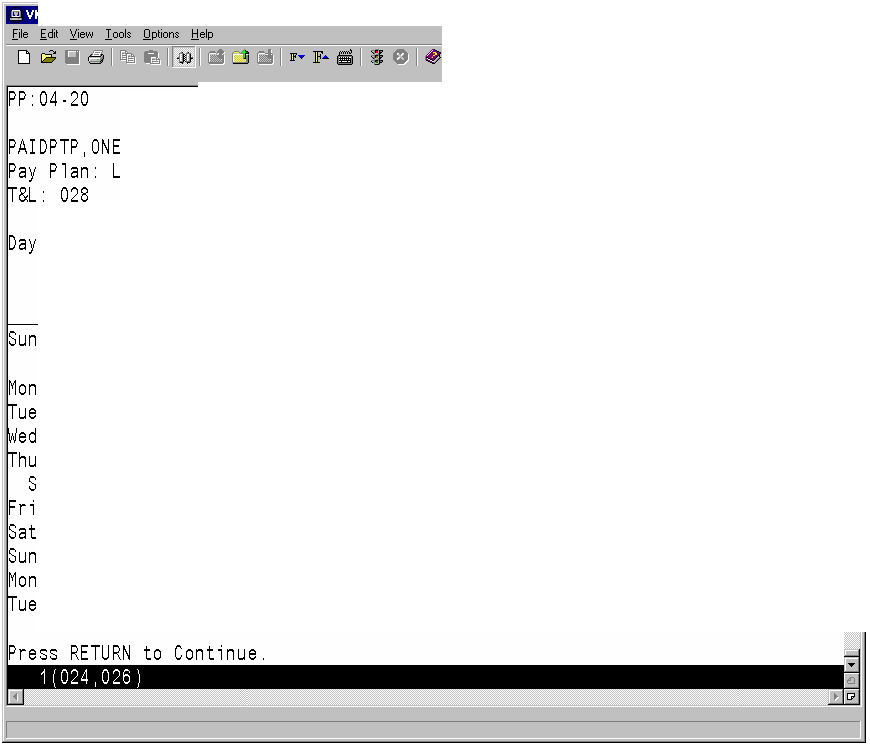 File Edit View Tools Options Help
PP:04-20
PAIDPTP,ONE
Pay Plan: L
T&L: 028
Day
Sun
Mon
Tue
Wed
Thu
S
Fri
Sat
Sun
Mon
Tue
Press RETURN to Continue.
1(024,026)